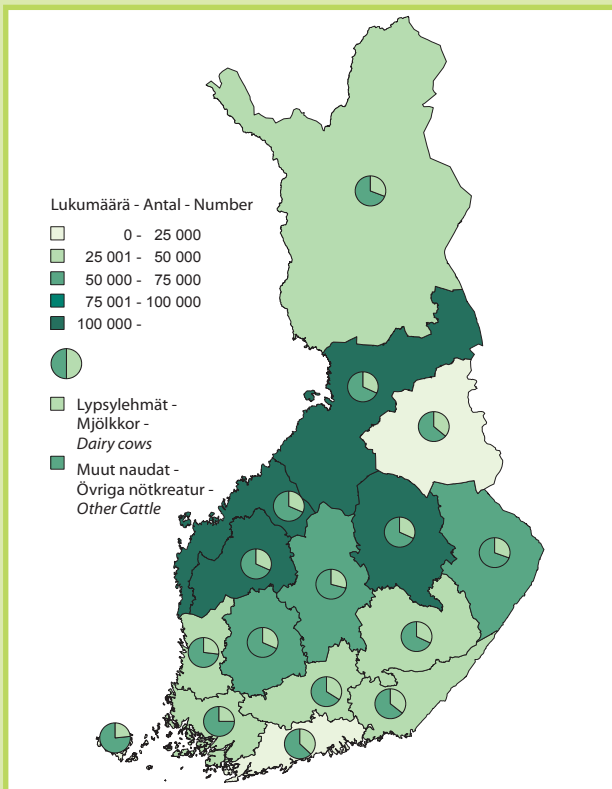 Lukumäärä - Antal - Number
0 - 25 000
25 001 - 50 000
50 000 - 75 000
75 001 - 100 000
100 000 -
Lypsylehmät -
Mjölkkor -
Dairy cows
Muut naudat -
Övriga nötkreatur -
Other Cattle